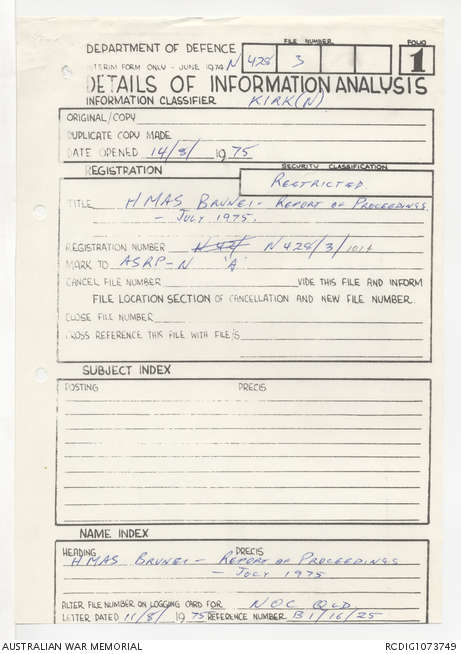 DEPARTMENT OF DEFENCE
FILE NUMBER
FOLIO
INTERIM FORM ONLY - JUNE 1974 N 428 3
1
DETAILS OF INFORMATION ANALYSIS
INFORMATION CLASSIFIER KIRK (N)
ORIGINAL/COPY
DUPLICATE COPY MADE
DATE OPENED 14/8/ 1975
REGISTRATION
SECURITY CLASSIFICATION
RESTRICTED.
TITLE HMAS BRUNEI - REPORT OF PROCEEDINGS
- JULY 1975.
REGISTRATION NUMBER N 428/3/
MARK TO ASRP-N 'A'
CANCEL FILE NUMBER VIDE THIS FILE AND INFORM
FILE LOCATION SECTION OF CANCELLATION AND NEW FILE NUMBER.
CLOSE FILE NUMBER
CROSS REFERENCE THIS FILE WITH FILE/S
SUBJECT INDEX
POSTING PRECIS
NAME INDEX
HEADING PRECIS
HMAS BRUNEI - REPORT OF PROCEEDINGS
- JULY 1975
ALTER FILE NUMBER ON LOGGING CARD FOR NOC QLD
LETTER DATED 11/8/ 1975 REFERENCE NUMBER B1/16/25
AUSTRALIAN WAR MEMORIAL
RCDIG1073749